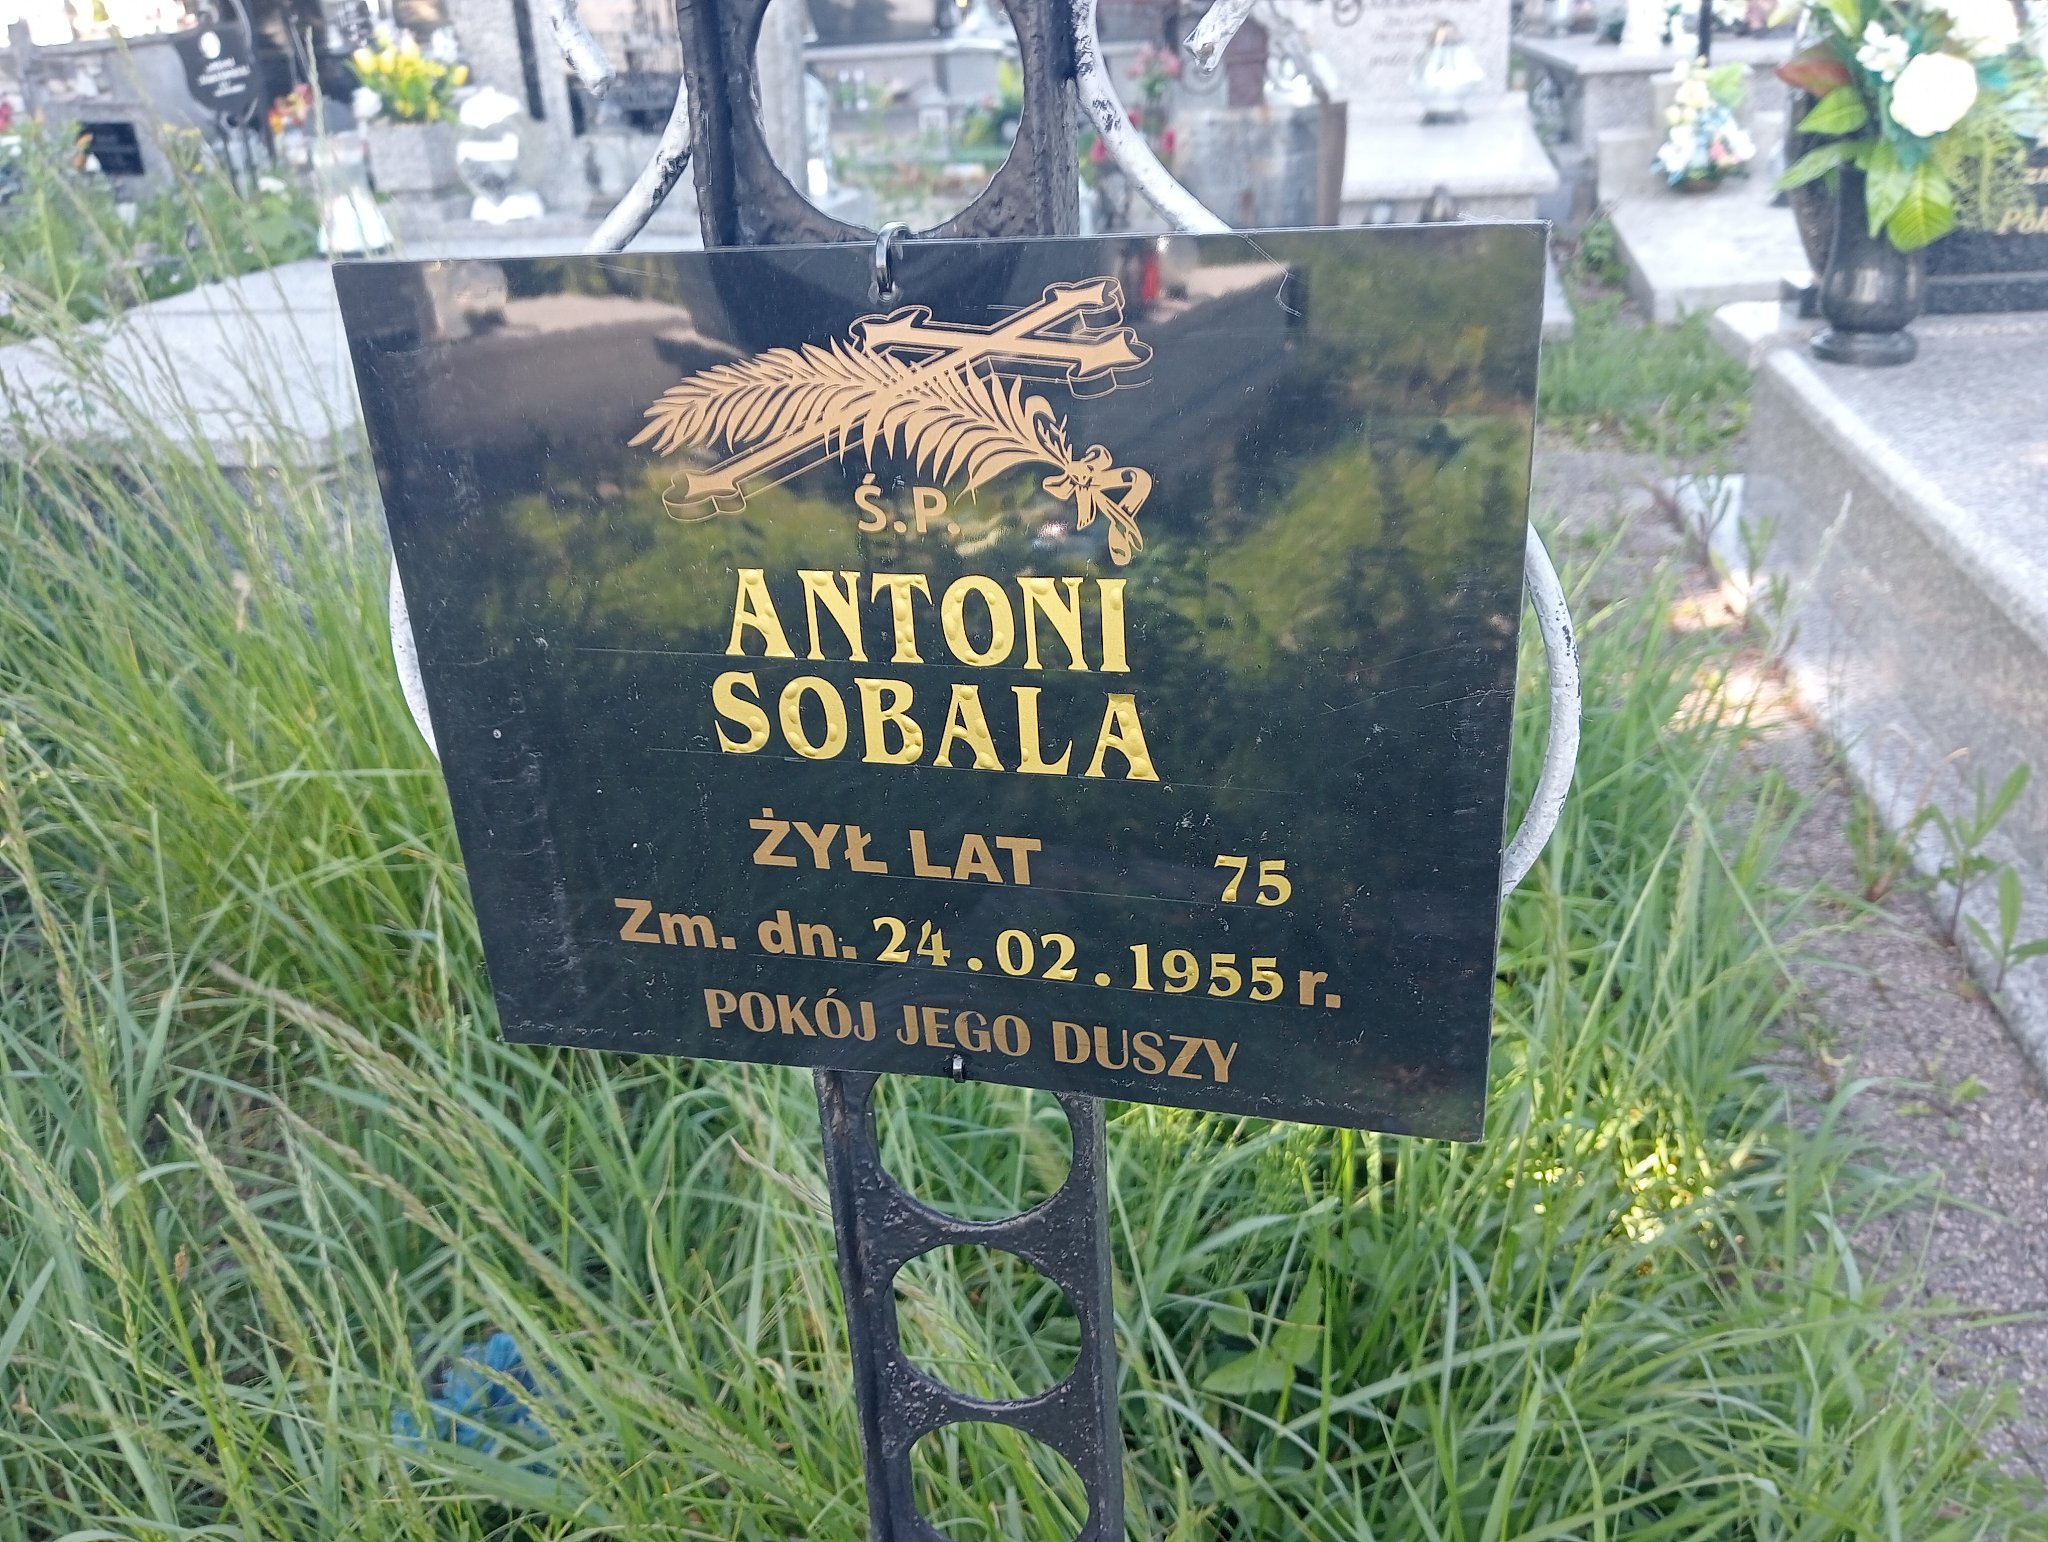 Ś.P.
ANTONI
SOBALA
ŻYŁ LAT 75
Zm. dn. 24.02.1955 r.
POKÓJ JEGO DUSZY